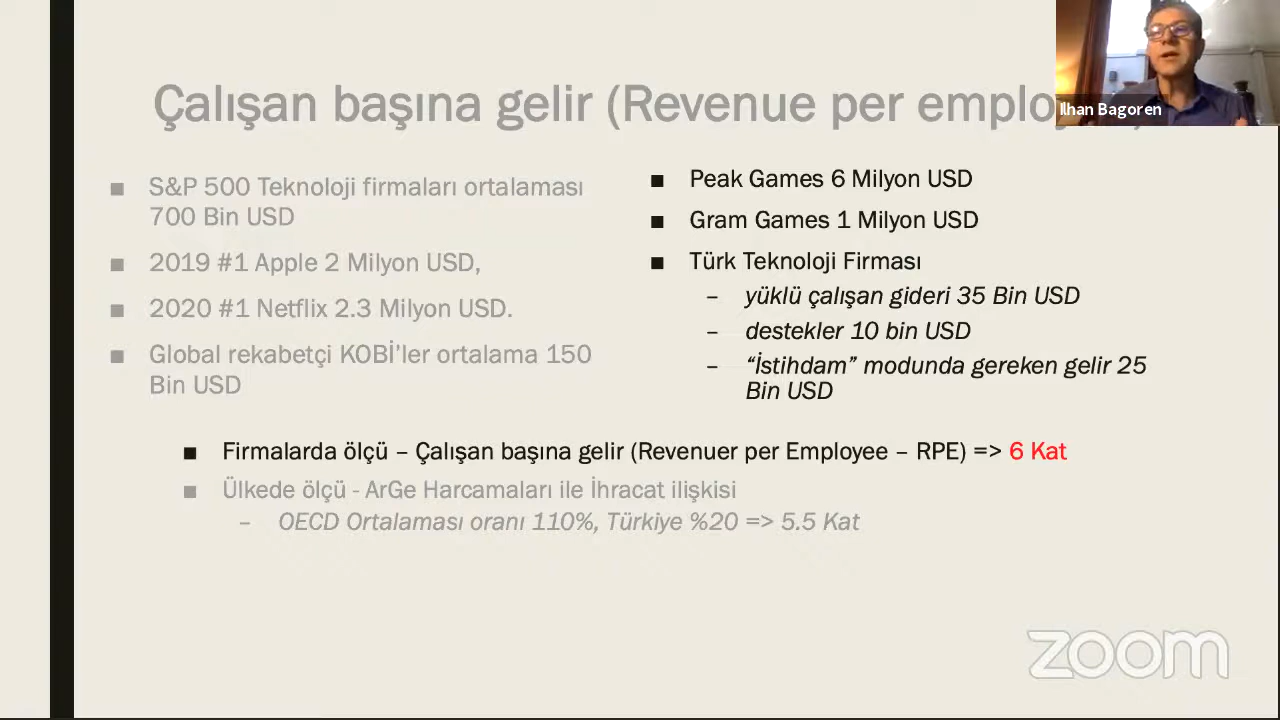 Çalışan başına gelir (Revenue per emplo
Ilhan Bagoren
S&P 500 Teknoloji firmaları ortalaması
700 Bin USD
2019 #1 Apple 2 Milyon USD,
2020 #1 Netflix 2.3 Milyon USD.
Global rekabetçi KOBİ'ler ortalama 150
Bin USD
Peak Games 6 Milyon USD
Gram Games 1 Milyon USD
Türk Teknoloji Firması
– yüklü çalışan gideri 35 Bin USD
– destekler 10 bin USD
– “İstihdam” modunda gereken gelir 25
Bin USD
Firmalarda ölçü – Çalışan başına gelir (Revenuer per Employee – RPE) => 6 Kat
Ülkede ölçü - ArGe Harcamaları ile İhracat ilişkisi
– OECD Ortalaması oranı 110%, Türkiye %20 => 5.5 Kat
zoom